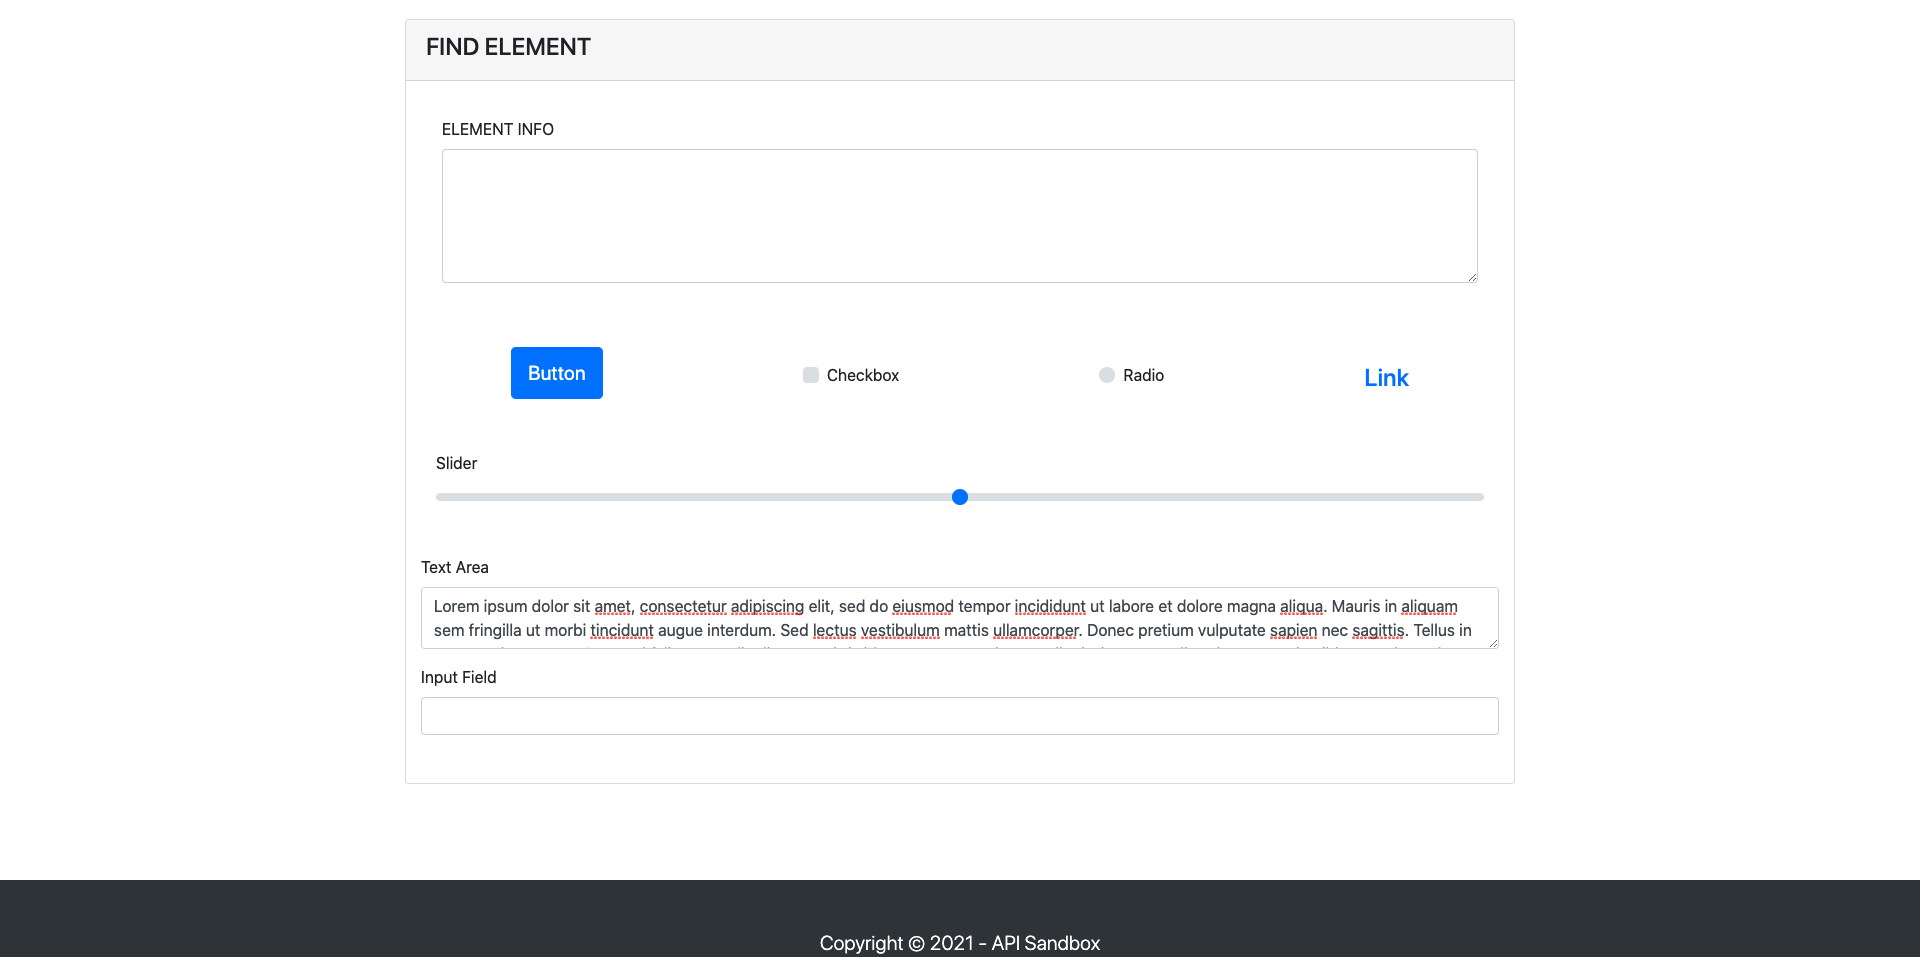 FIND ELEMENT
ELEMENT INFO
Button
Checkbox
Radio
Link
Slider
Text Area
Lorem ipsum dolor sit amet, consectetur adipiscing elit, sed do eiusmod tempor incididunt ut labore et dolore magna aliqua. Mauris in aliquam
sem fringilla ut morbi tincidunt augue interdum. Sed lectus vestibulum mattis ullamcorper. Donec pretium vulputate sapien nec sagittis. Tellus in
Input Field
Copyright © 2021 - API Sandbox